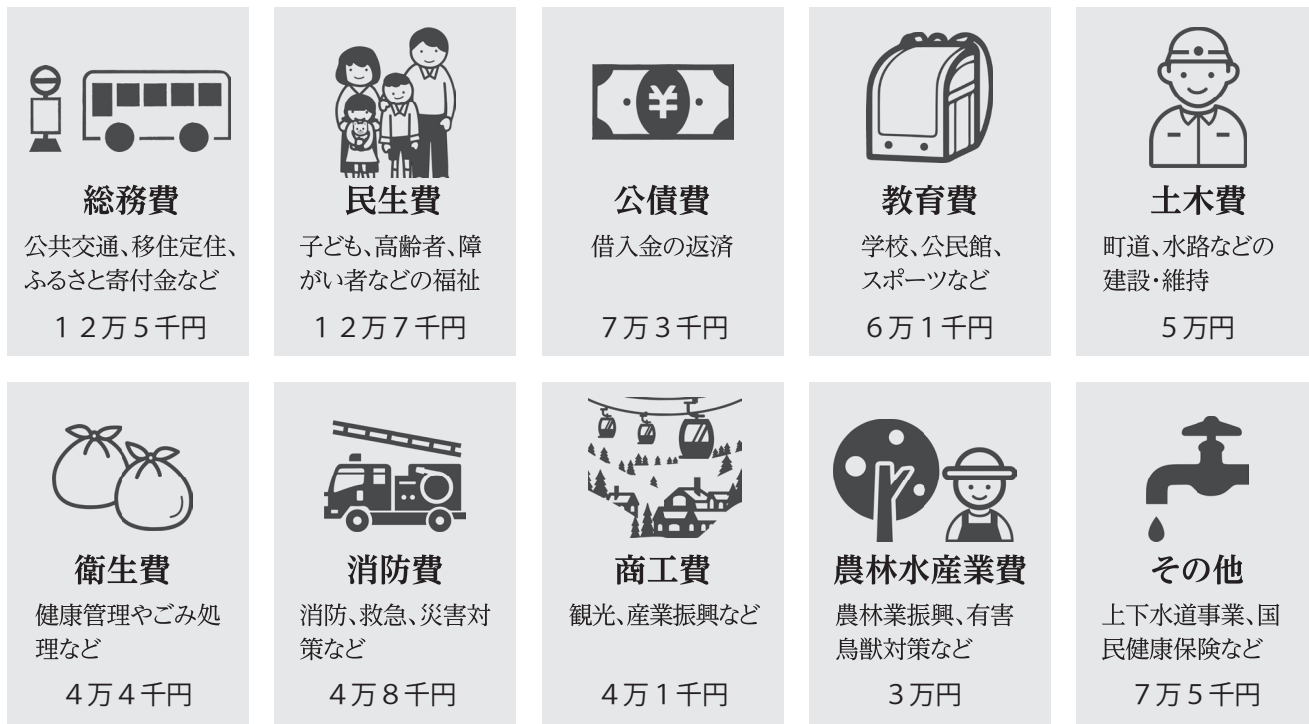 総務費
公共交通、移住定住、
ふるさと寄付金など
１２万５千円
民生費
子ども、高齢者、障
がい者などの福祉
１２万７千円
¥
公債費
借入金の返済
７万３千円
教育費
学校、公民館、
スポーツなど
６万１千円
土木費
町道、水路などの
建設・維持
５万円
衛生費
健康管理やごみ処
理など
４万４千円
消防費
消防、救急、災害対
策など
４万８千円
商工費
観光、産業振興など
４万１千円
農林水産業費
農林業振興、有害
鳥獣対策など
３万円
その他
上下水道事業、国
民健康保険など
７万５千円